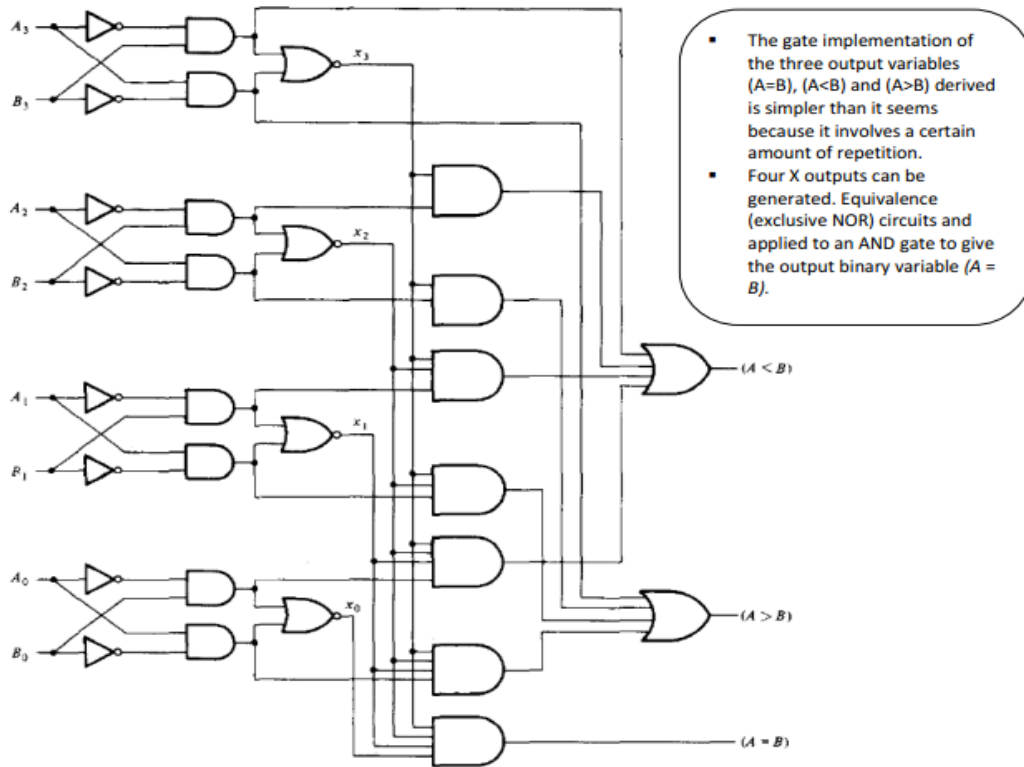 A3
B3
x3
A2
B2
x2
A1
B1
x1
A0
B0
x0
(A < B)
(A > B)
(A = B)
▪ The gate implementation of
the three output variables
(A=B), (A<B) and (A>B) derived
is simpler than it seems
because it involves a certain
amount of repetition.
▪ Four X outputs can be
generated. Equivalence
(exclusive NOR) circuits and
applied to an AND gate to give
the output binary variable (A =
B).